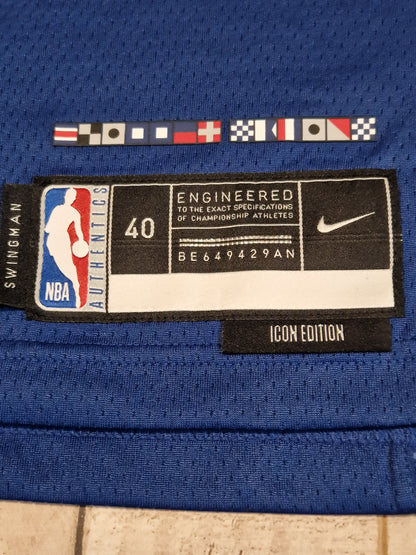 SWINGMAN
NBA
AUTHENTICS
40
ENGINEERED
TO THE EXACT SPECIFICATIONS
OF CHAMPIONSHIP ATHLETES
BE649429AN
ICON EDITION